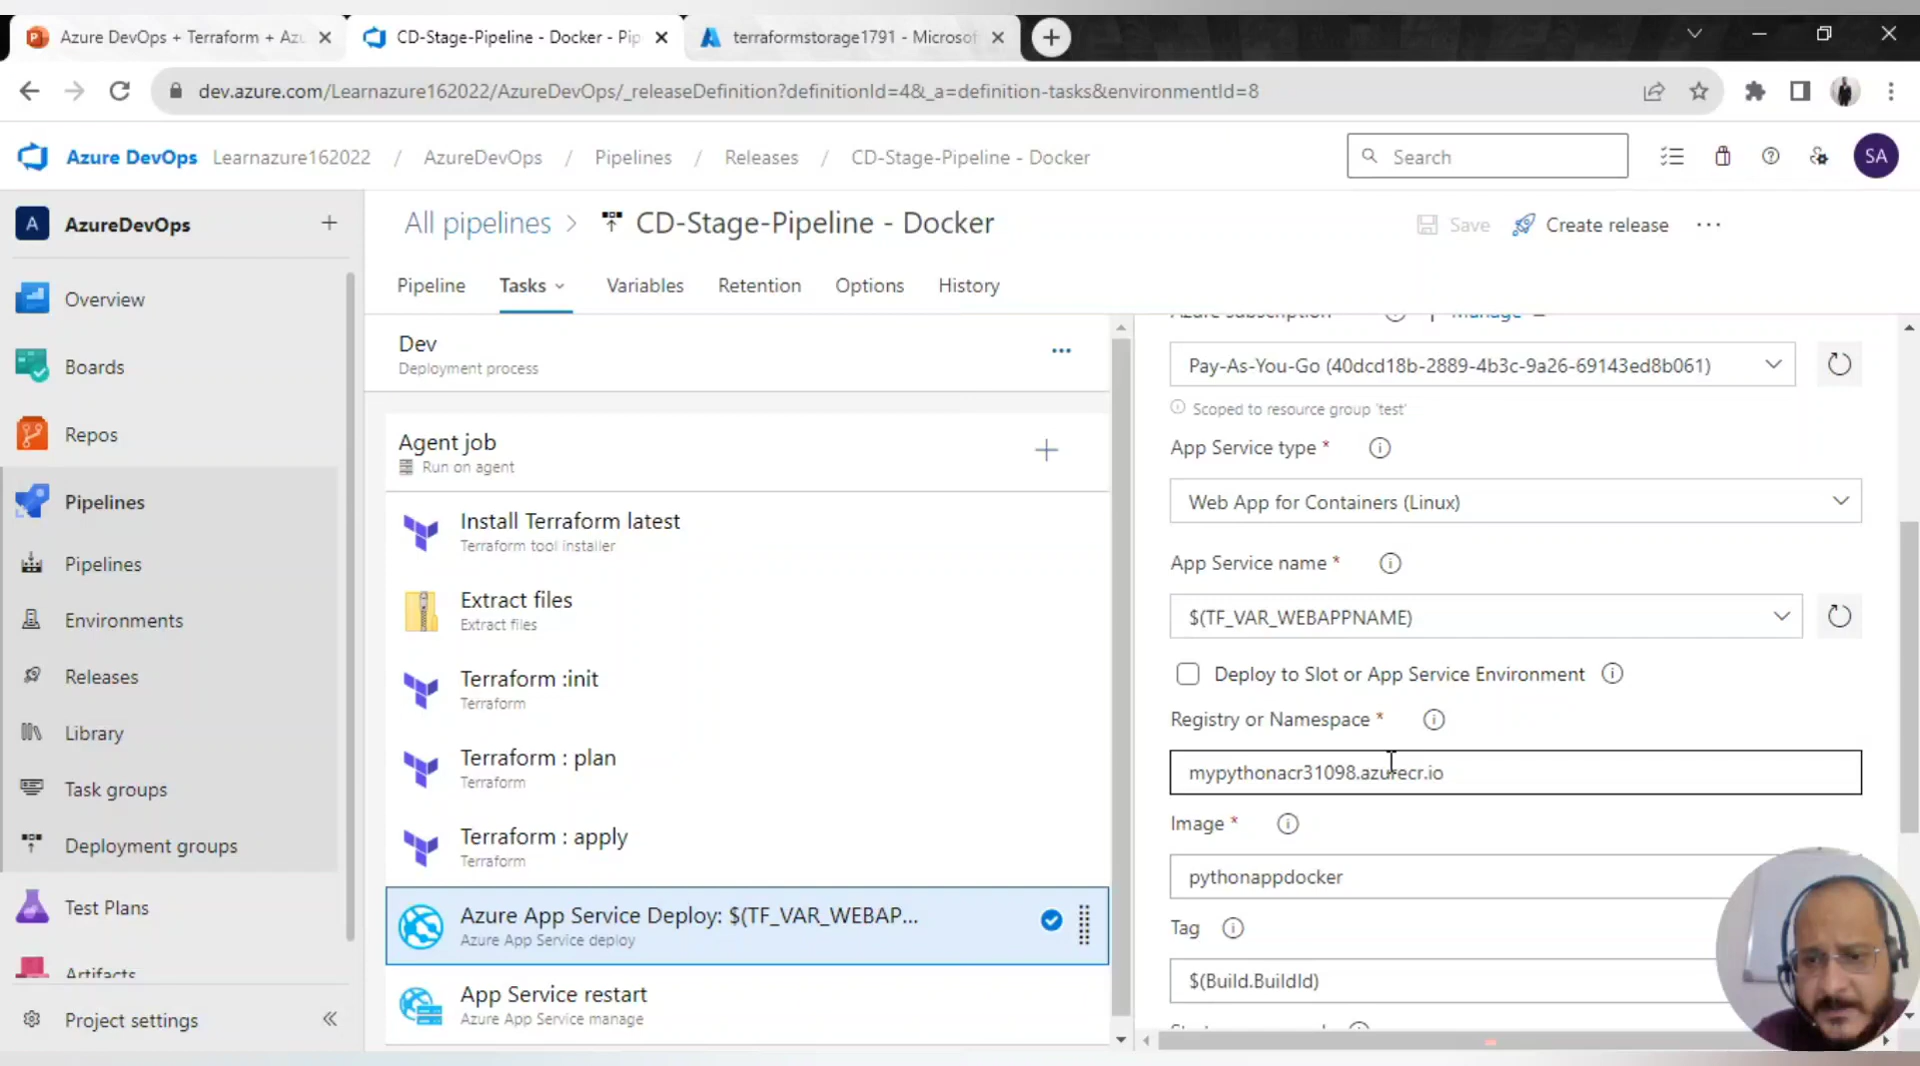 Azure DevOps + Terraform + Azu
CD-Stage-Pipeline - Docker - Pip
terraformstorage1791 - Microsof
dev.azure.com/Learnazure162022/AzureDevOps/_releaseDefinition?definitionId=4&_a=definition-tasks&environmentId=8
Azure DevOps Learnazure162022 / AzureDevOps / Pipelines / Releases / CD-Stage-Pipeline - Docker
Search
SA
A AzureDevOps
Overview
Boards
Repos
Pipelines
Pipelines
Environments
Releases
Library
Task groups
Deployment groups
Test Plans
Artifacts
Project settings
All pipelines > CD-Stage-Pipeline - Docker
Save Create release
Pipeline Tasks Variables Retention Options History
Dev
Deployment process
Agent job
Run on agent
Install Terraform latest
Terraform tool installer
Extract files
Extract files
Terraform :init
Terraform
Terraform : plan
Terraform
Terraform : apply
Terraform
Azure App Service Deploy: $(TF_VAR_WEBAP...
Azure App Service deploy
App Service restart
Azure App Service manage
Azure subscription | Manage
Pay-As-You-Go (40dcd18b-2889-4b3c-9a26-69143ed8b061)
Scoped to resource group 'test'
App Service type *
Web App for Containers (Linux)
App Service name *
$(TF_VAR_WEBAPPNAME)
Deploy to Slot or App Service Environment
Registry or Namespace *
mypythonacr31098.azurecr.io
Image *
pythonappdocker
Tag
$(Build.BuildId)